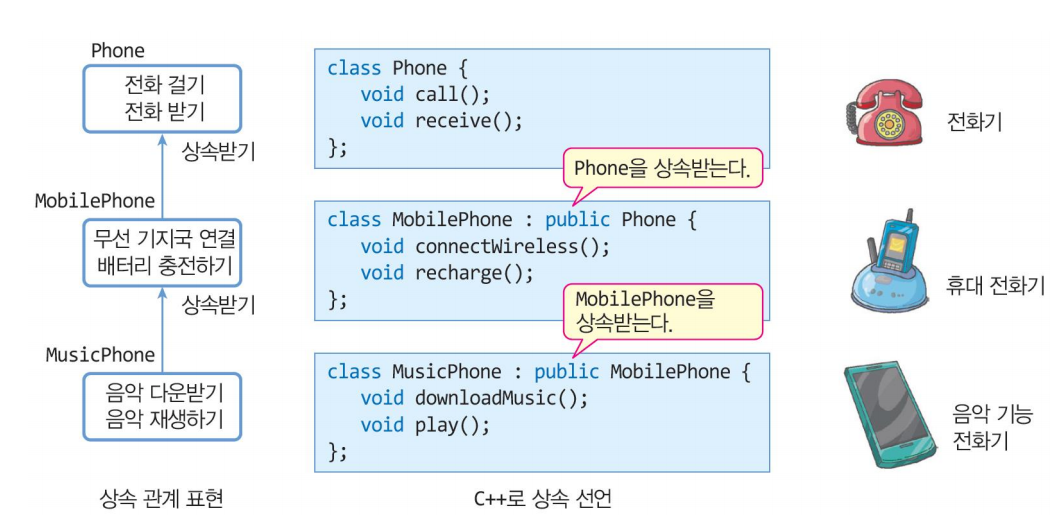 Phone
전화 걸기
전화 받기
상속받기
MobilePhone
무선 기지국 연결
배터리 충전하기
상속받기
MusicPhone
음악 다운받기
음악 재생하기
상속 관계 표현
class Phone {
void call();
void receive();
};
Phone을 상속받는다.
class MobilePhone : public Phone {
void connectWireless();
void recharge();
};
MobilePhone을
상속받는다.
class MusicPhone : public MobilePhone {
void downloadMusic();
void play();
};
C++로 상속 선언
전화기
휴대 전화기
음악 기능
전화기